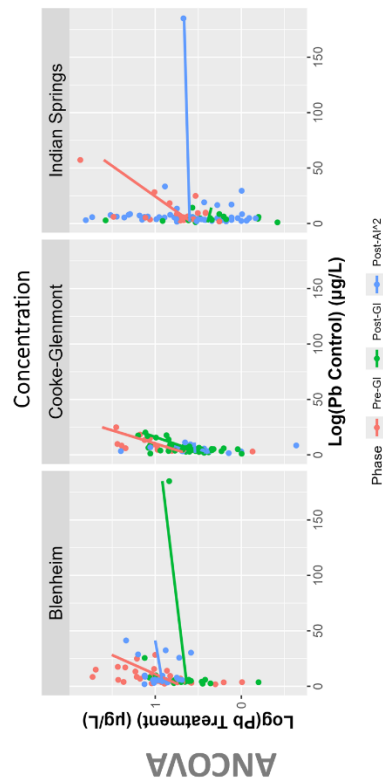 ANCOVA
Concentration
Blenheim
Cooke-Glenmont
Indian Springs
Log(Pb Treatment) (µg/L)
1
0
0
50
100
150
0
50
100
150
0
50
100
150
Log(Pb Control) (µg/L)
Phase Pre-GI Post-GI Post-AI^2